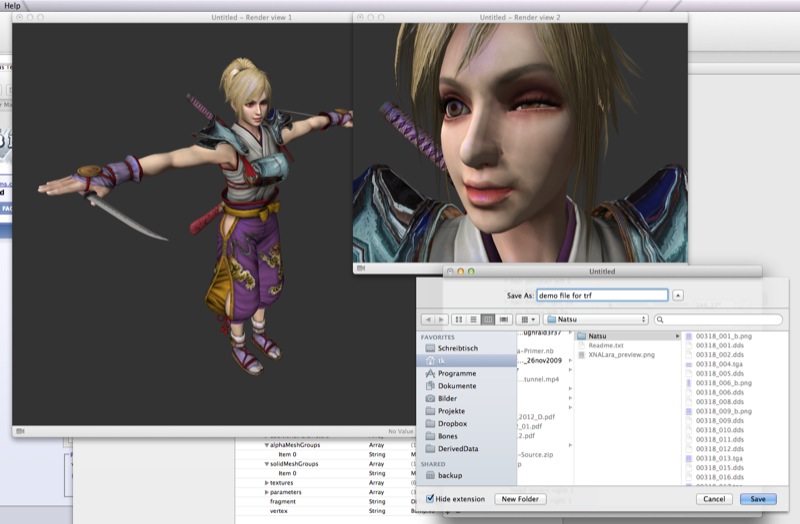 Help
Untitled – Render view 1
Untitled – Render view 2
No Value
alphaMeshGroups Array
Item 0 String
solidMeshGroups Array
Item 0 String
textures Array
parameters Array
fragment String
vertex String
Untitled
Save As: demo file for trf
Natsu
FAVORITES
Schreibtisch
tk
Programme
Dokumente
Bilder
Projekte
Dropbox
Bones
DerivedData
SHARED
backup
ughraid3r37
a-Primer.nb
_26nov2009
_tunnel.mp4
_2012_D.pdf
_01.pdf
.2.pdf
-Source.zip
Natsu
Readme.txt
XNALara_preview.png
00318_001_b.png
00318_001.dds
00318_002.dds
00318_004.tga
00318_005.dds
00318_006_b.png
00318_006.dds
00318_008.dds
00318_009_b.png
00318_009.dds
00318_010.dds
00318_011.dds
00318_012.dds
00318_013.tga
00318_015.dds
00318_016.dds
Hide extension
New Folder
Cancel
Save